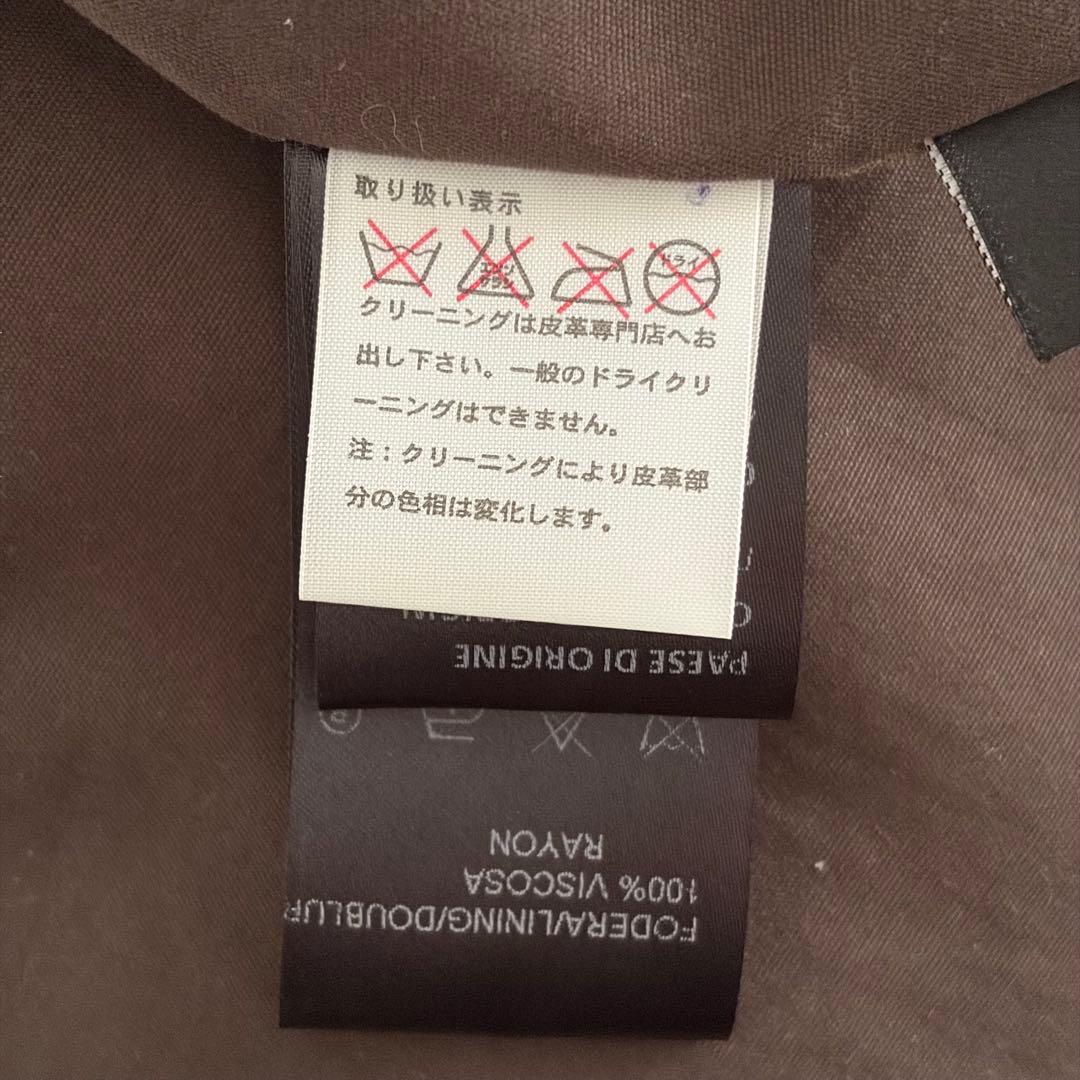 取り扱い表示
エンソ サラシ
ドライ
クリーニングは皮革専門店へお
出し下さい。一般のドライクリ
ーニングはできません。
注：クリーニングにより皮革部
分の色相は変化します。
PAESE DI ORIGINE
FODERA/LINING/DOUBLUR
100% VISCOSA
RAYON